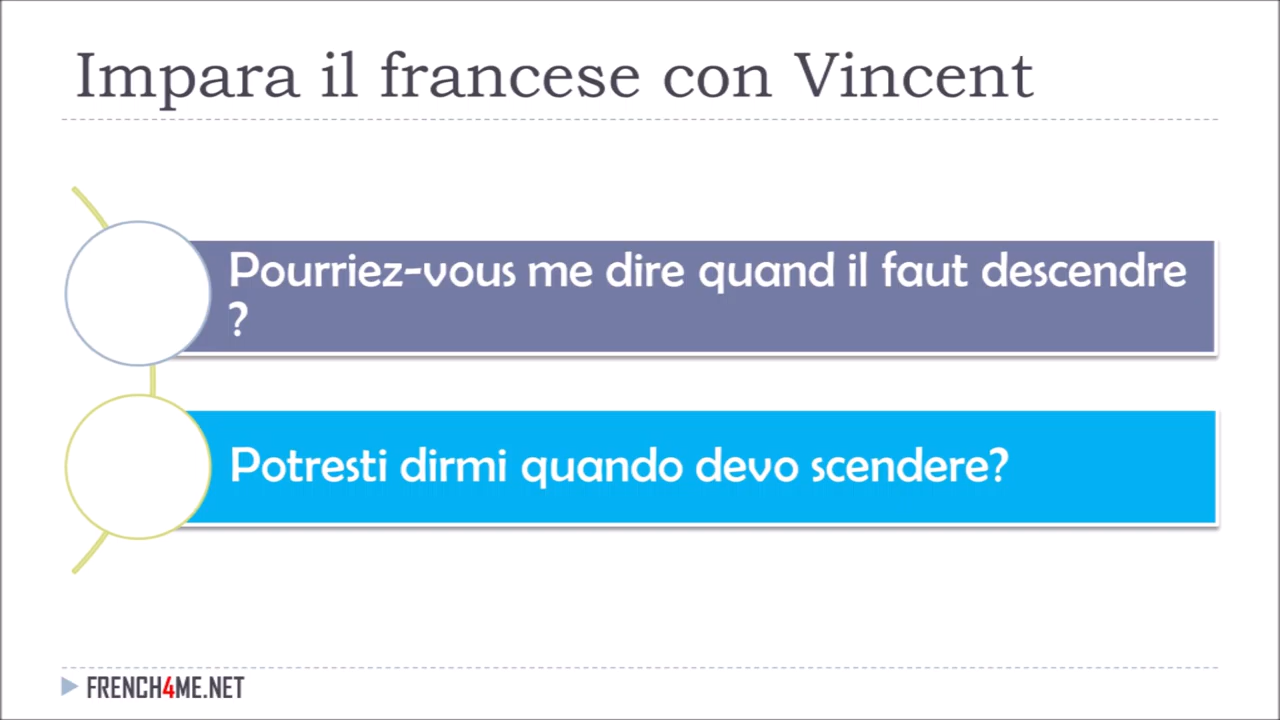 Impara il francese con Vincent
Pourriez-vous me dire quand il faut descendre
?
Potresti dirmi quando devo scendere?
FRENCH4ME.NET